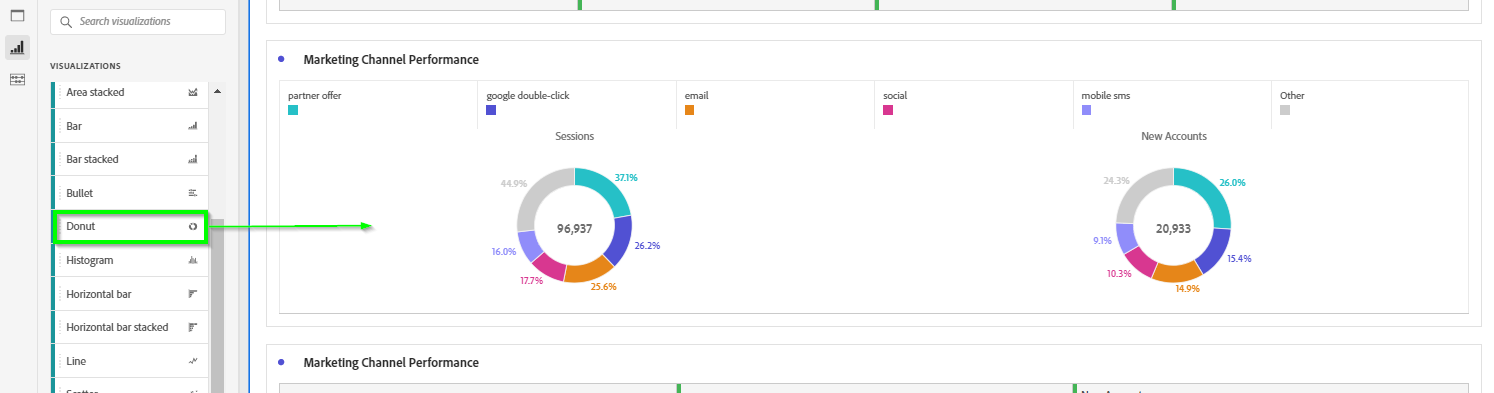 Search visualizations
VISUALIZATIONS
Area stacked
Bar
Bar stacked
Bullet
Donut
Histogram
Horizontal bar
Horizontal bar stacked
Line
Marketing Channel Performance
partner offer
google double-click
email
social
mobile sms
Other
Sessions
44.9%
37.1%
96,937
26.2%
16.0%
17.7%
25.6%
New Accounts
24.3%
26.0%
20,933
9.1%
15.4%
10.3%
14.9%
Marketing Channel Performance